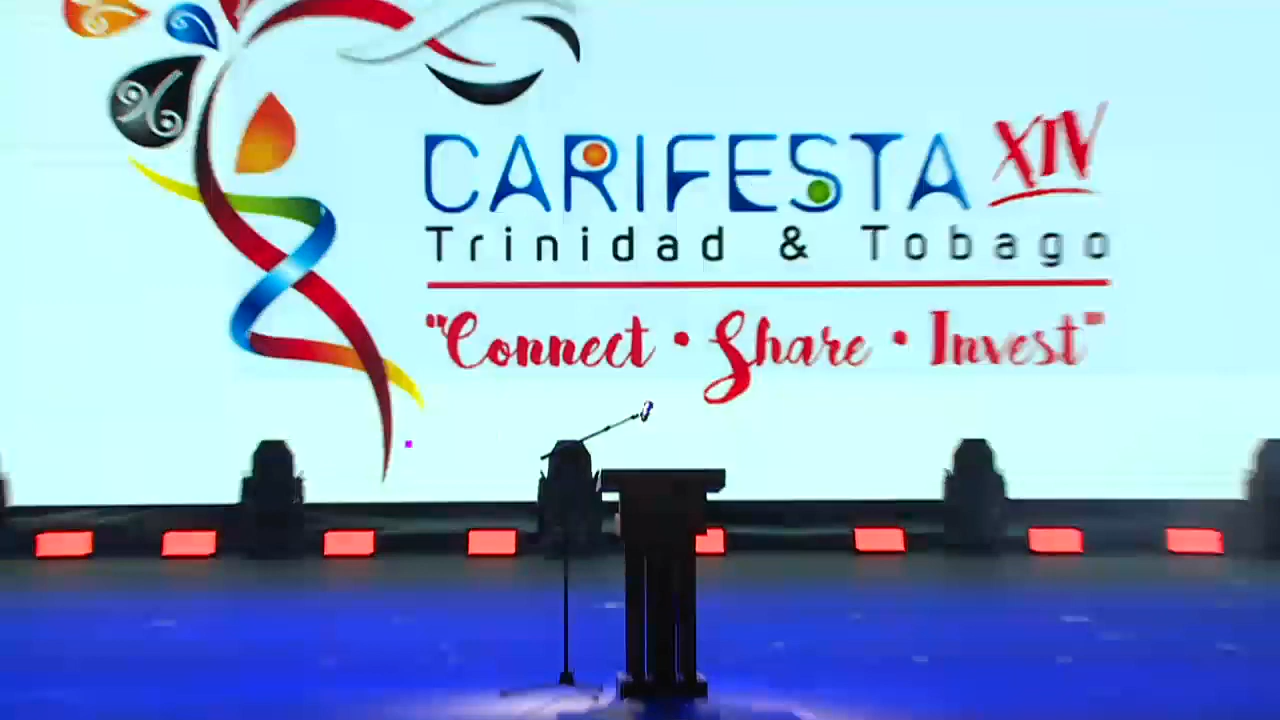 CARIFESTA XIV
Trinidad & Tobago
"Connect • Share • Invest"